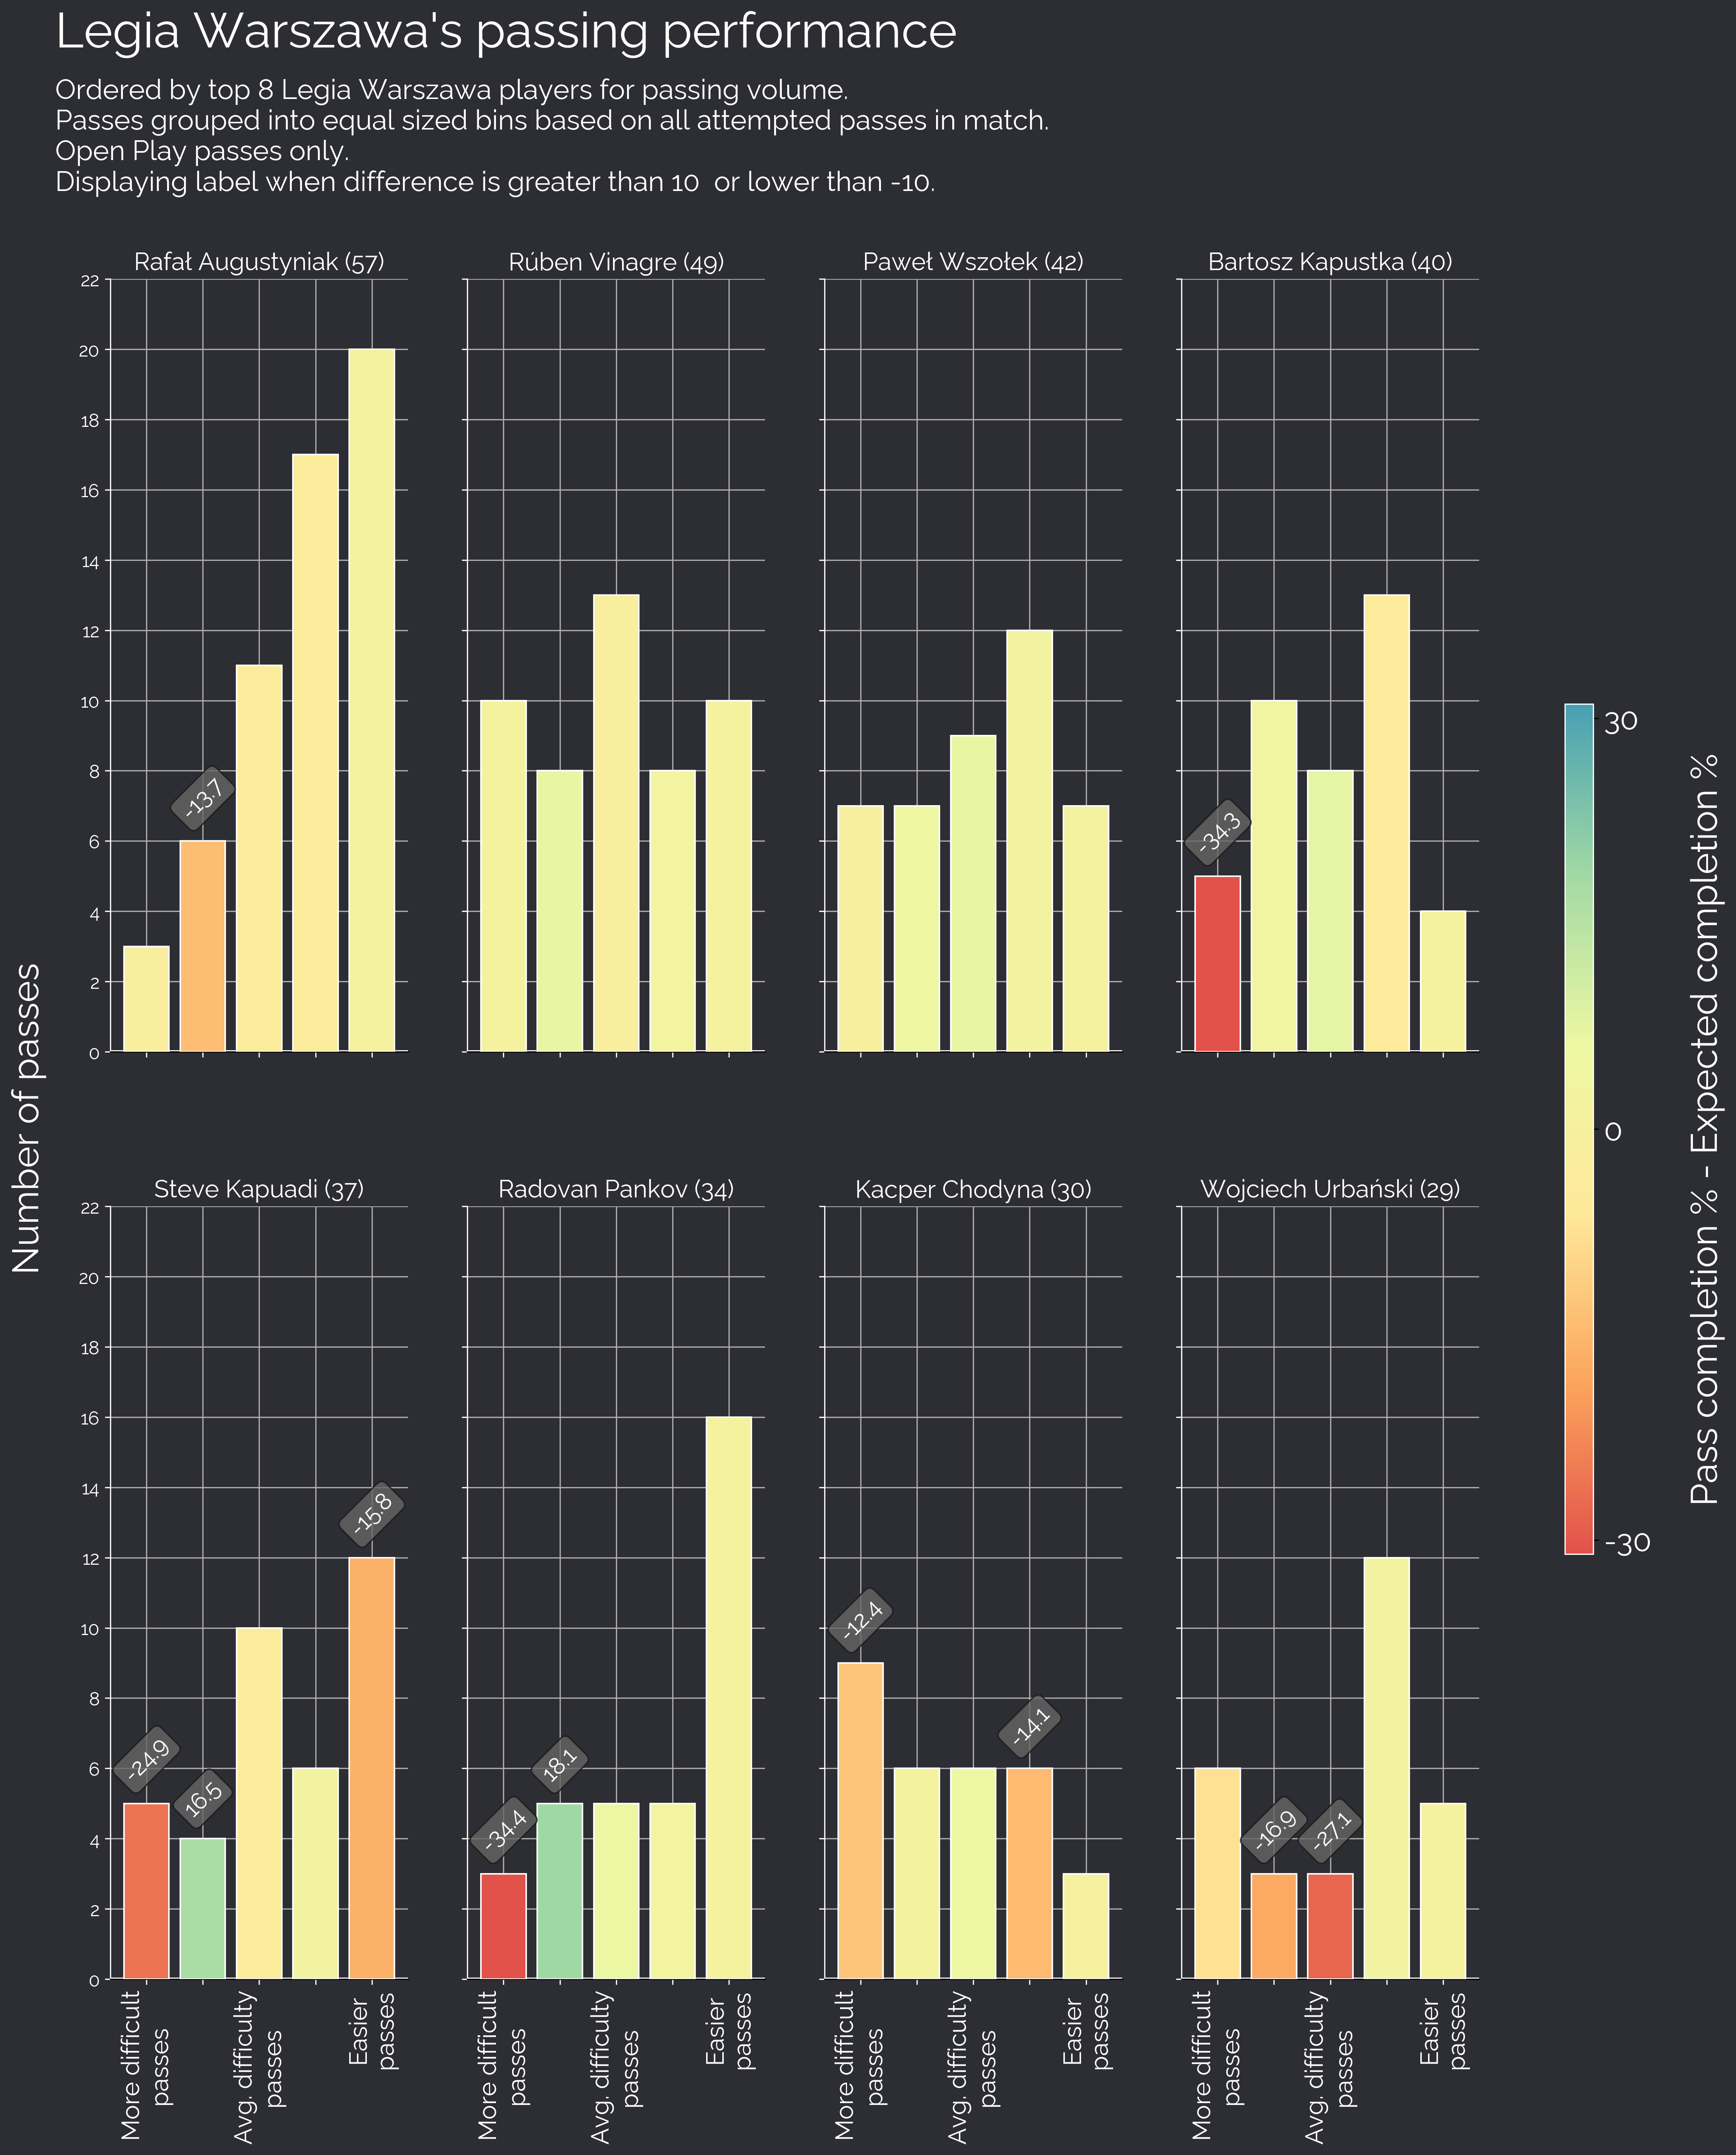 Legia Warszawa's passing performance
Ordered by top 8 Legia Warszawa players for passing volume.
Passes grouped into equal sized bins based on all attempted passes in match.
Open Play passes only.
Displaying label when difference is greater than 10  or lower than -10.
Number of passes
Rafał Augustyniak (57)
22
20
18
16
14
12
10
8
6
4
2
0
-13.7
Rúben Vinagre (49)
Paweł Wszołek (42)
Bartosz Kapustka (40)
-34.3
Steve Kapuadi (37)
22
20
18
16
14
12
10
8
6
4
2
0
-24.9
16.5
-15.8
More difficult
passes
Avg. difficulty
passes
Easier
passes
Radovan Pankov (34)
-34.4
18.1
More difficult
passes
Avg. difficulty
passes
Easier
passes
Kacper Chodyna (30)
-12.4
-14.1
More difficult
passes
Avg. difficulty
passes
Easier
passes
Wojciech Urbański (29)
-16.9
-27.1
More difficult
passes
Avg. difficulty
passes
Easier
passes
30
0
-30
Pass completion % - Expected completion %